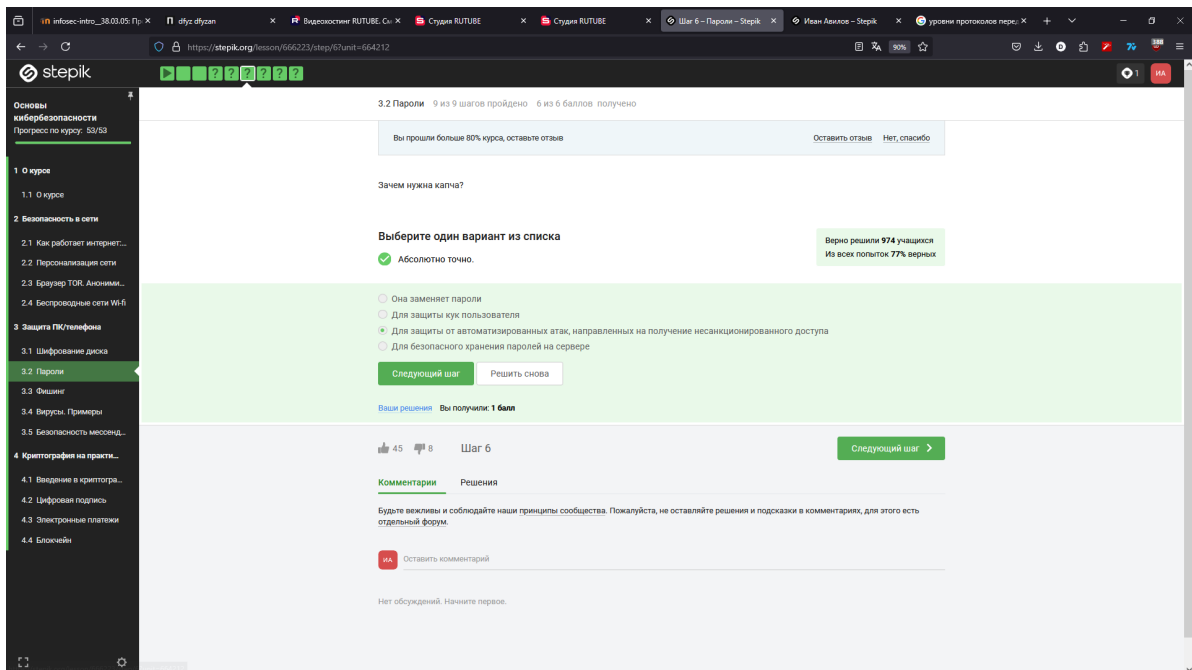 infosec-intro__38.03.05: Пр
dfyz dfyzan
Видеохостинг RUTUBE. См
Студия RUTUBE
Студия RUTUBE
Шаг 6 – Пароли – Stepik
Иван Авилов – Stepik
уровни протоколов перед
https://stepik.org/lesson/666223/step/6?unit=664212
90%
388
stepik
1
ИА
Основы
кибербезопасности
Прогресс по курсу: 53/53
1 О курсе
1.1 О курсе
2 Безопасность в сети
2.1 Как работает интернет:...
2.2 Персонализация сети
2.3 Браузер TOR. Аноними...
2.4 Беспроводные сети Wi-fi
3 Защита ПК/телефона
3.1 Шифрование диска
3.2 Пароли
3.3 Фишинг
3.4 Вирусы. Примеры
3.5 Безопасность мессенд...
4 Криптография на практи...
4.1 Введение в криптогра...
4.2 Цифровая подпись
4.3 Электронные платежи
4.4 Блокчейн
3.2 Пароли 9 из 9 шагов пройдено 6 из 6 баллов получено
Вы прошли больше 80% курса, оставьте отзыв Оставить отзыв Нет, спасибо
Зачем нужна капча?
Выберите один вариант из списка
Абсолютно точно.
Верно решили 974 учащихся
Из всех попыток 77% верных
Она заменяет пароли
Для защиты кук пользователя
Для защиты от автоматизированных атак, направленных на получение несанкционированного доступа
Для безопасного хранения паролей на сервере
Следующий шаг Решить снова
Ваши решения Вы получили: 1 балл
45 8 Шаг 6 Следующий шаг
Комментарии Решения
Будьте вежливы и соблюдайте наши принципы сообщества. Пожалуйста, не оставляйте решения и подсказки в комментариях, для этого есть
отдельный форум.
ИА Оставить комментарий
Нет обсуждений. Начните первое.